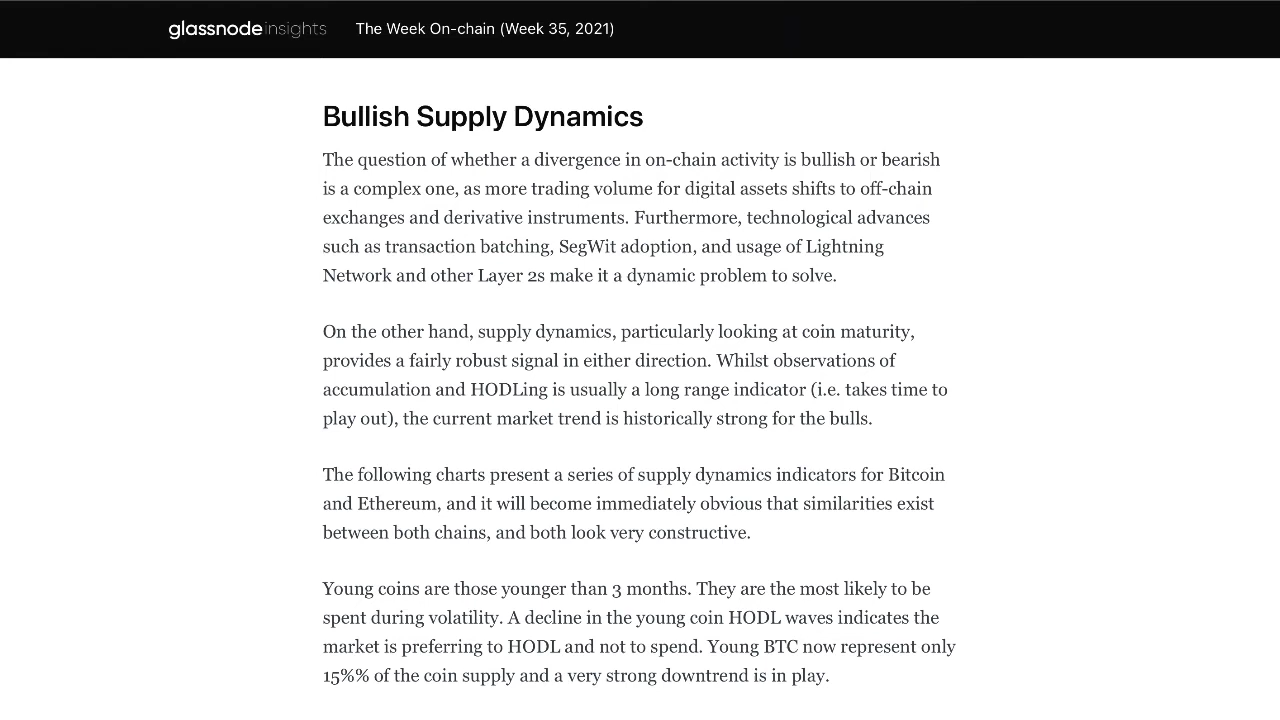 glassnode insights The Week On-chain (Week 35, 2021)
Bullish Supply Dynamics
The question of whether a divergence in on-chain activity is bullish or bearish
is a complex one, as more trading volume for digital assets shifts to off-chain
exchanges and derivative instruments. Furthermore, technological advances
such as transaction batching, SegWit adoption, and usage of Lightning
Network and other Layer 2s make it a dynamic problem to solve.
On the other hand, supply dynamics, particularly looking at coin maturity,
provides a fairly robust signal in either direction. Whilst observations of
accumulation and HODLing is usually a long range indicator (i.e. takes time to
play out), the current market trend is historically strong for the bulls.
The following charts present a series of supply dynamics indicators for Bitcoin
and Ethereum, and it will become immediately obvious that similarities exist
between both chains, and both look very constructive.
Young coins are those younger than 3 months. They are the most likely to be
spent during volatility. A decline in the young coin HODL waves indicates the
market is preferring to HODL and not to spend. Young BTC now represent only
15%% of the coin supply and a very strong downtrend is in play.